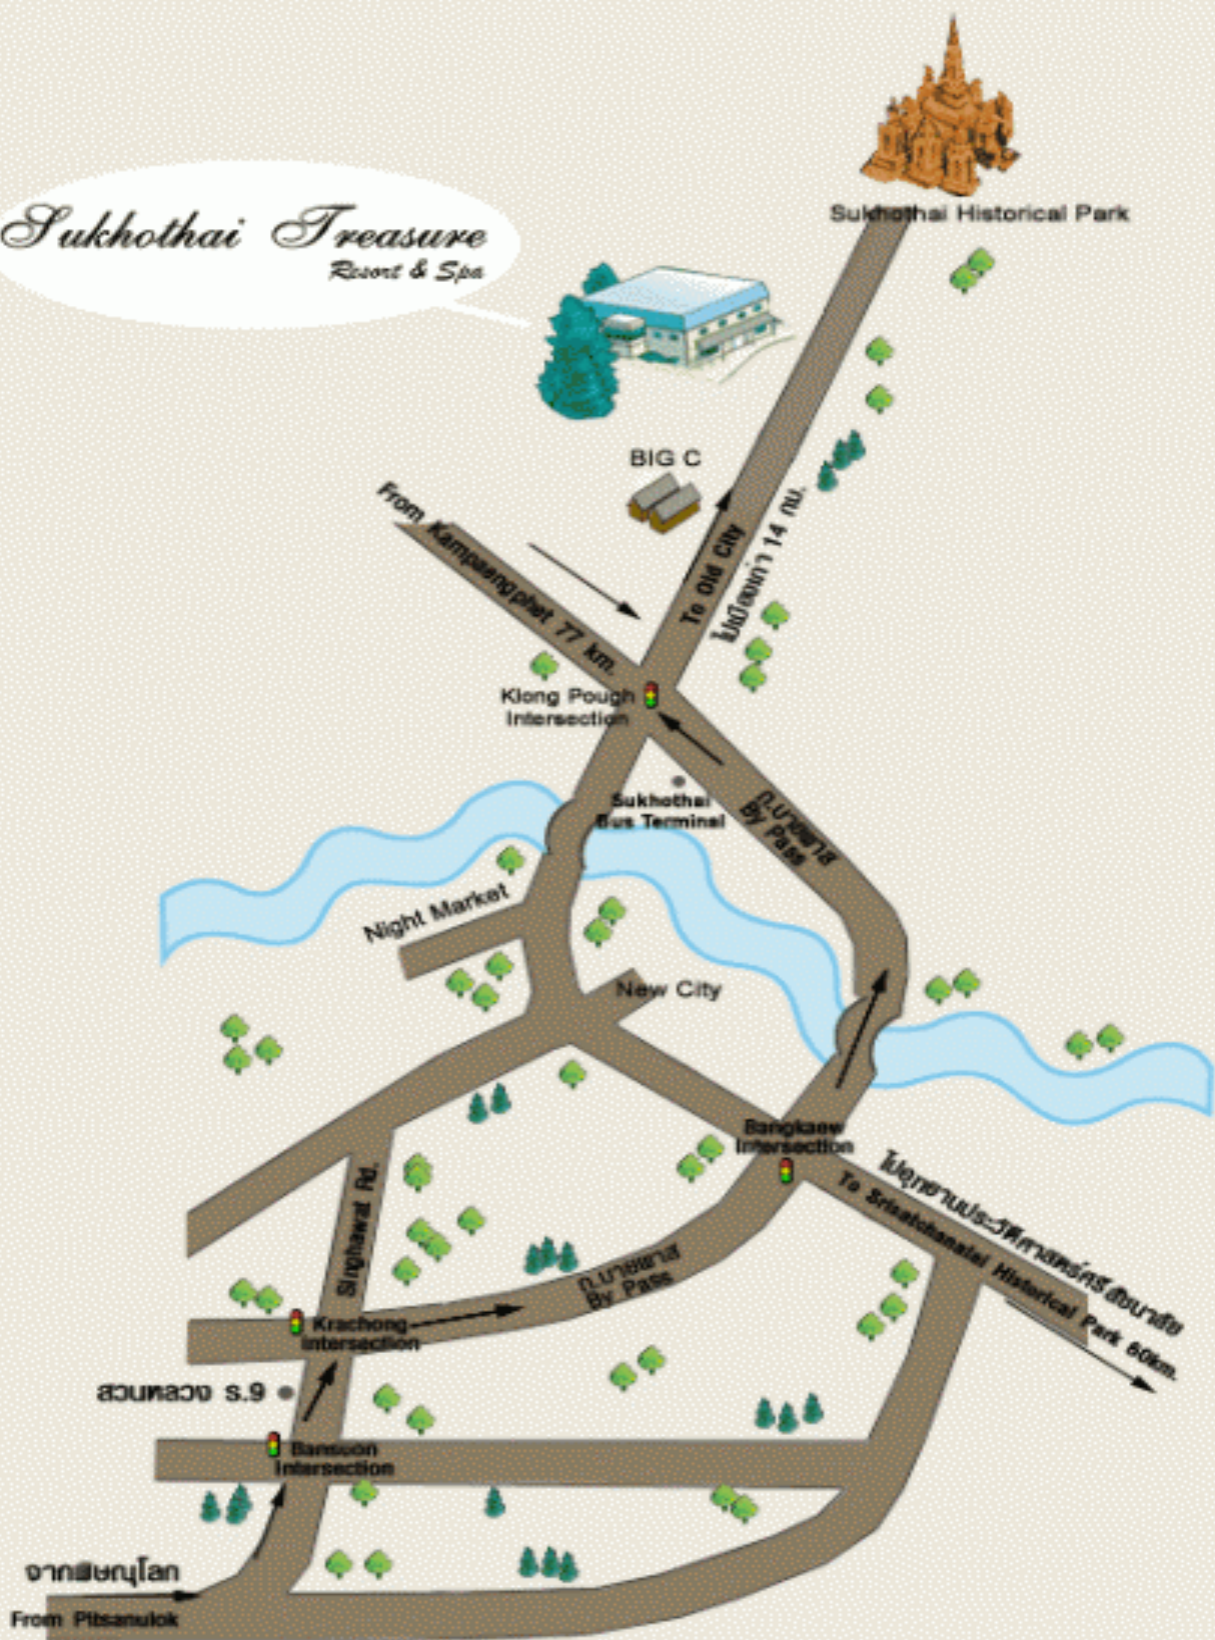 Sukhothai Historical Park
Sukhothai Treasure
Resort & Spa
BIG C
From Kampaengphet 77 km.
To Old City
ไปเมืองเก่า 14 กม.
Klong Pough
Intersection
Sukhothai
Bus Terminal
ถ.บายพาส
By Pass
Night Market
New City
Bangkaew
Intersection
ไปอุทยานประวัติศาสตร์ศรีสัชนาลัย
To Srisatchanalai Historical Park 60km.
Singhawat Rd.
ถ.บายพาส
By Pass
Krachong
Intersection
สวนหลวง ร.9
Bansuon
Intersection
จากพิษณุโลก
From Pitsanulok